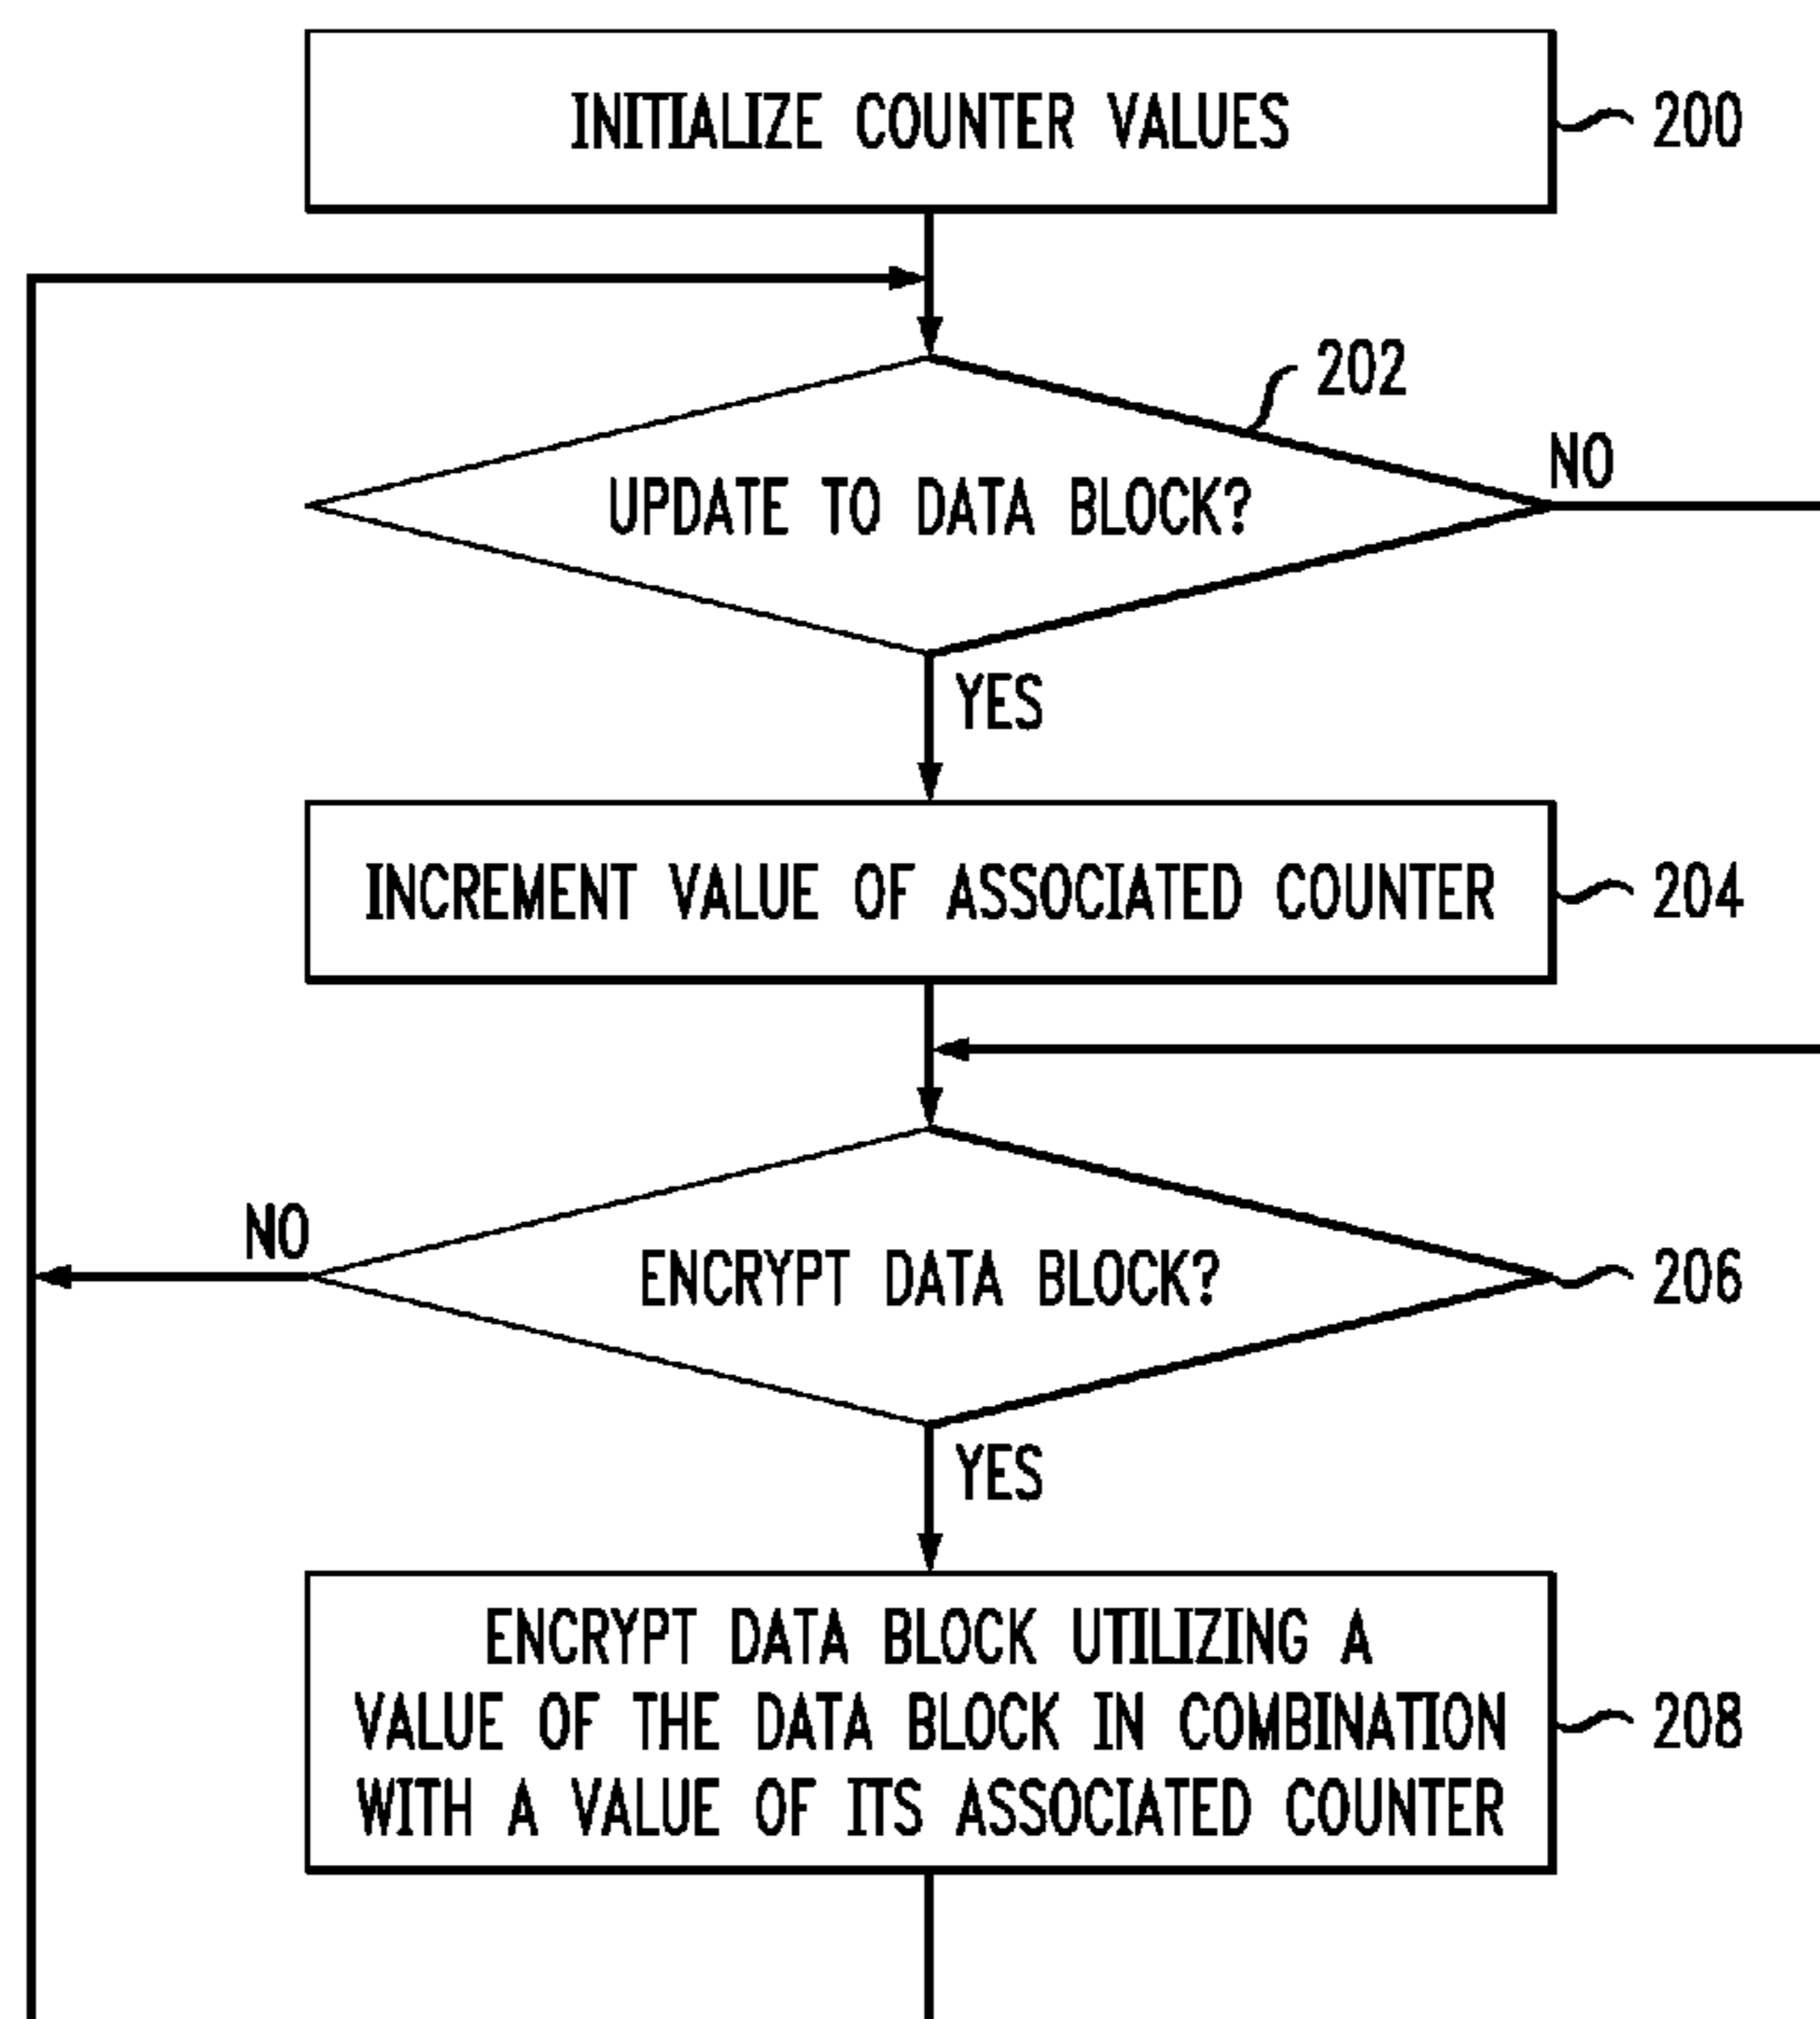 INITIALIZE COUNTER VALUES
200
202
NO
UPDATE TO DATA BLOCK?
YES
INCREMENT VALUE OF ASSOCIATED COUNTER
204
NO
ENCRYPT DATA BLOCK?
206
YES
ENCRYPT DATA BLOCK UTILIZING A
VALUE OF THE DATA BLOCK IN COMBINATION
WITH A VALUE OF ITS ASSOCIATED COUNTER
208